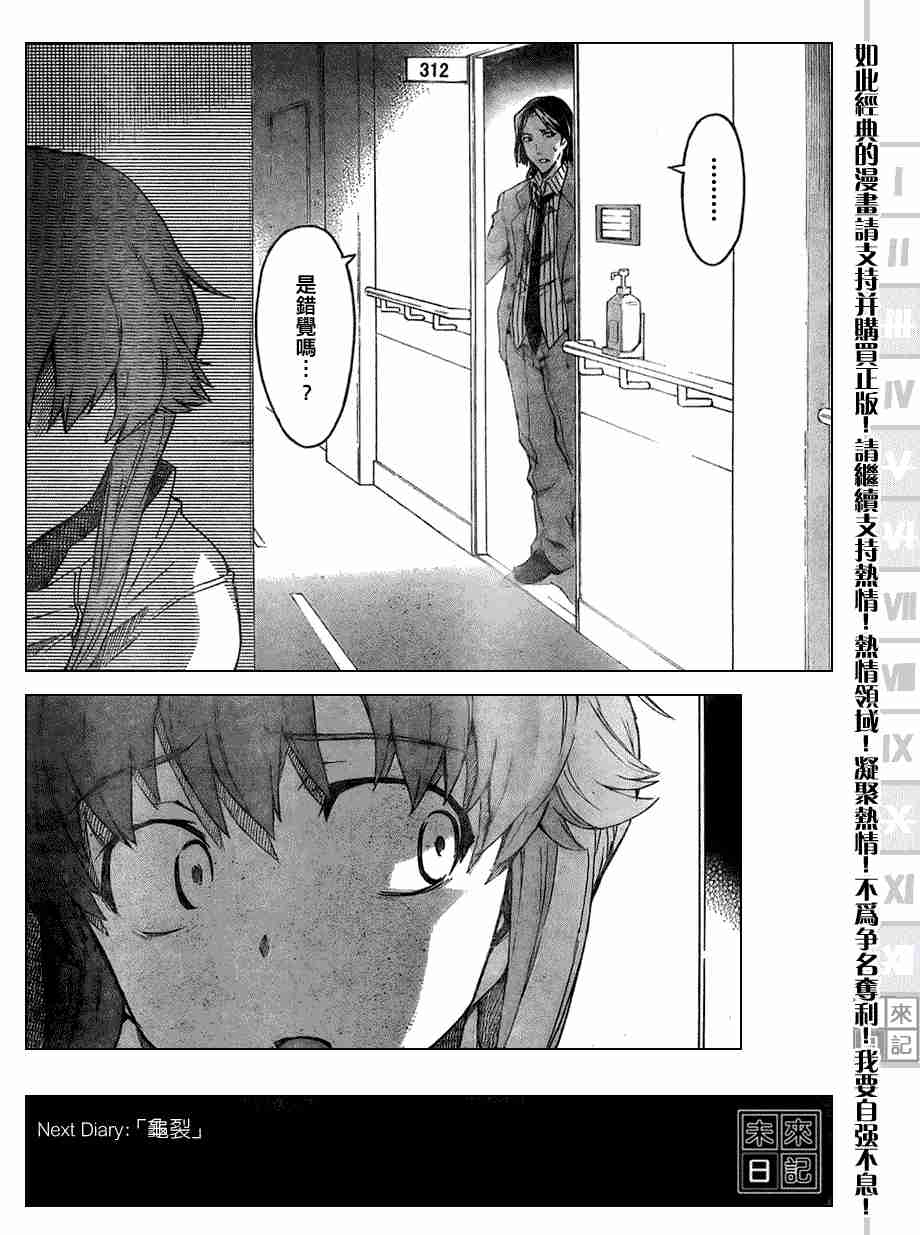 312
………
是錯覺嗎…？
Next Diary:「龜裂」
未來
日記
如此經典的漫畫請支持并購買正版！請繼續支持熱情！熱情領域！凝聚熱情！不爲争名奪利！我要自强不息！
I
II
III
IV
V
VI
VII
VIII
IX
X
XI
XII
來
記